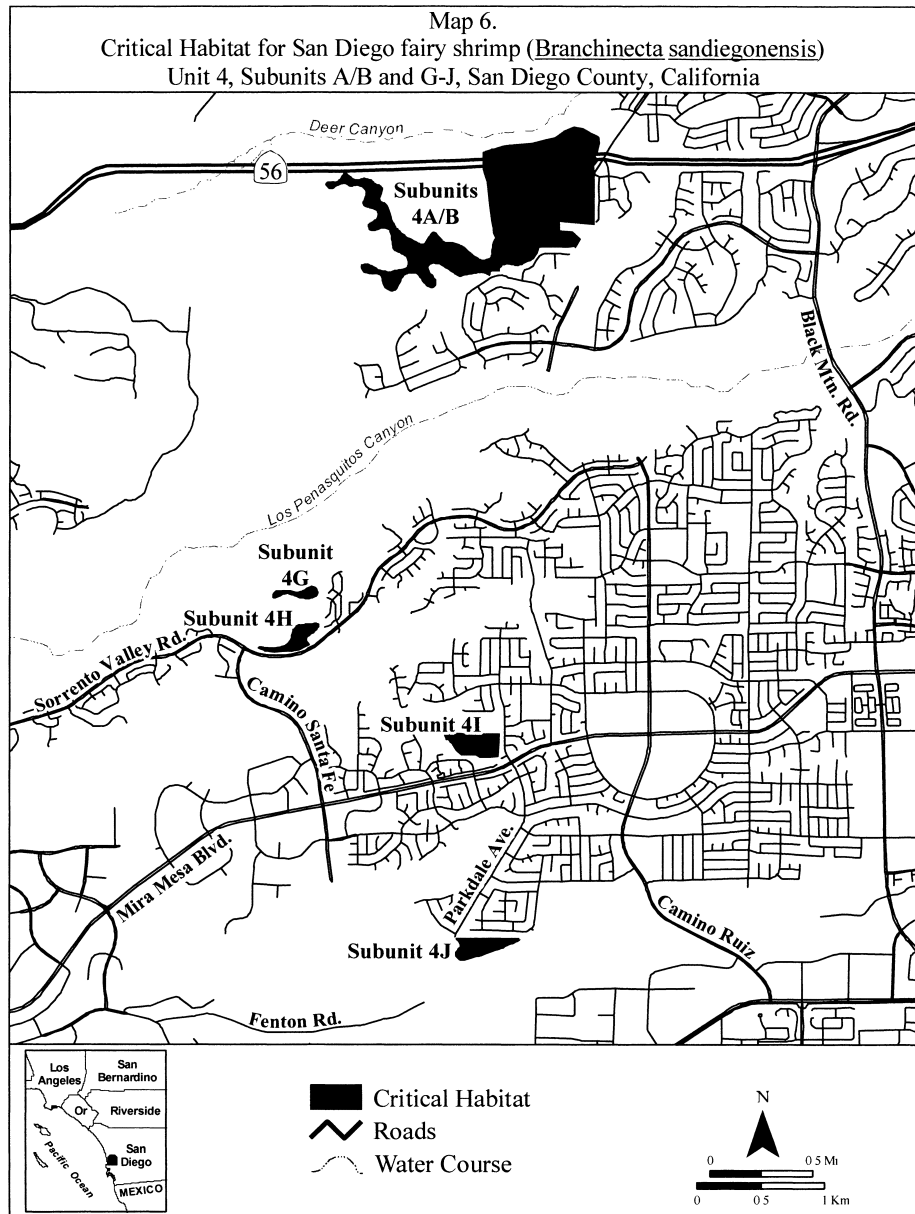 Map 6.
Critical Habitat for San Diego fairy shrimp (Branchinecta sandiegonensis)
Unit 4, Subunits A/B and G-J, San Diego County, California
Deer Canyon
56
Subunits
4A/B
Black Mtn. Rd.
Los Penasquitos Canyon
Subunit
4G
Subunit 4H
Sorrento Valley Rd.
Camino Santa Fe
Subunit 4I
Mira Mesa Blvd.
Parkdale Ave.
Subunit 4J
Camino Ruiz
Fenton Rd.
Los
Angeles
San
Bernardino
Or
Riverside
San
Diego
Pacific Ocean
MEXICO
Critical Habitat
Roads
Water Course
N
0 0 5 Mi
0 0 5 1 Km